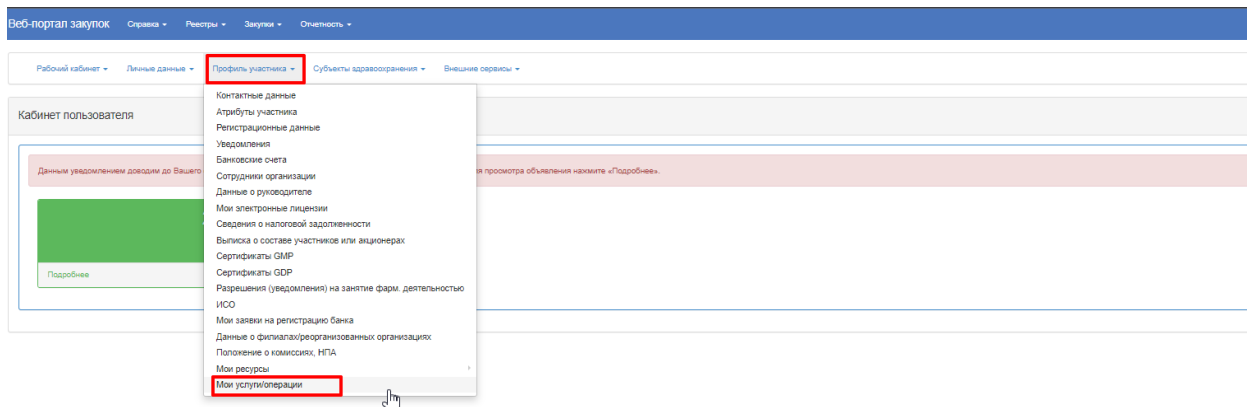 Веб-портал закупок Справка Реестры Закупки Отчетность
Рабочий кабинет Личные данные Профиль участника Субъекты здравоохранения Внешние сервисы
Контактные данные
Кабинет пользователя
Атрибуты участника
Регистрационные данные
Уведомления
Банковские счета
Данным уведомлением доводим до Вашего
просмотра объявления нажмите «Подробнее».
Сотрудники организации
Данные о руководителе
Мои электронные лицензии
Сведения о налоговой задолженности
Выписка о составе участников или акционерах
Сертификаты GMP
Сертификаты GDP
Подробнее
Разрешения (уведомления) на занятие фарм. деятельностью
ИСО
Мои заявки на регистрацию банка
Данные о филиалах/реорганизованных организациях
Положение о комиссиях, НПА
Мои ресурсы
Мои услуги/операции